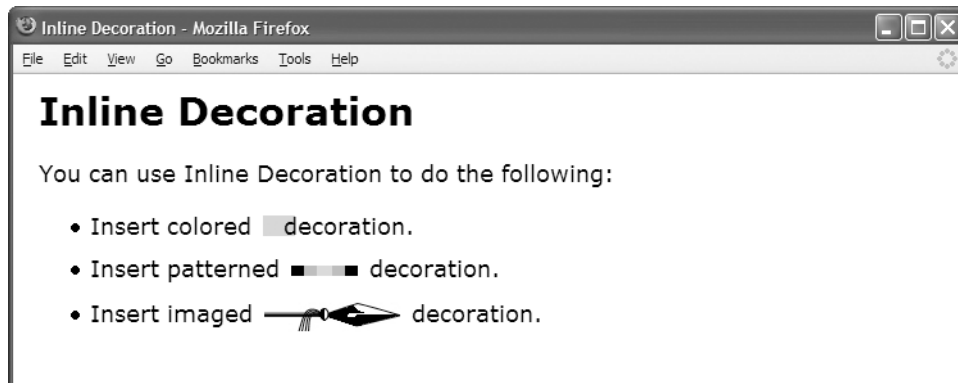 Inline Decoration - Mozilla Firefox
File Edit View Go Bookmarks Tools Help
Inline Decoration
You can use Inline Decoration to do the following:
• Insert colored decoration.
• Insert patterned decoration.
• Insert imaged decoration.